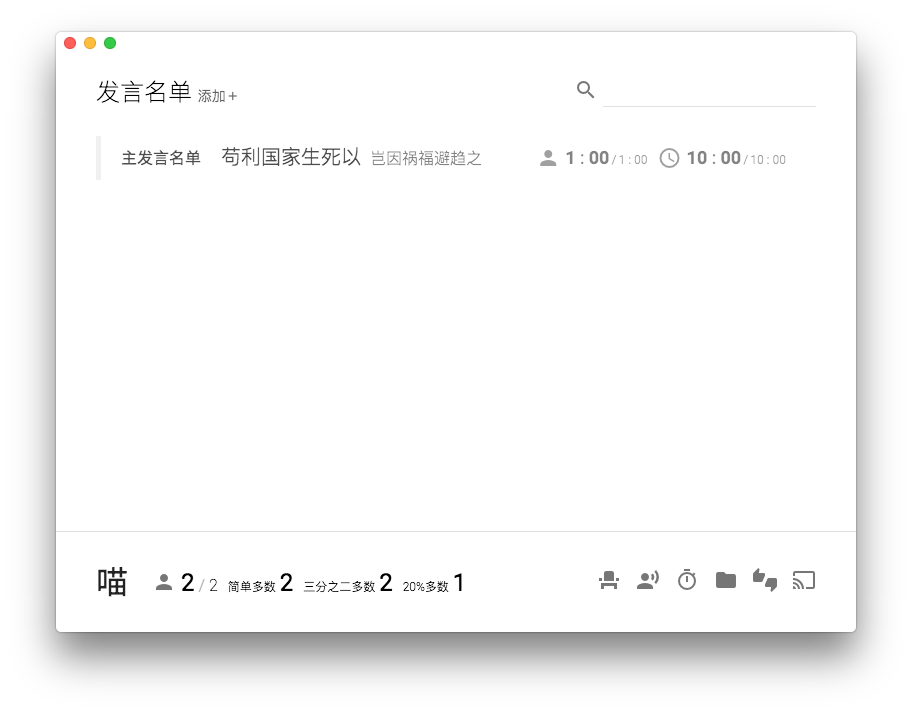 发言名单 添加+
主发言名单 苟利国家生死以 岂因祸福避趋之 1 : 00 / 1 : 00 10 : 00 / 10 : 00
喵 2 / 2 简单多数 2 三分之二多数 2 20%多数 1